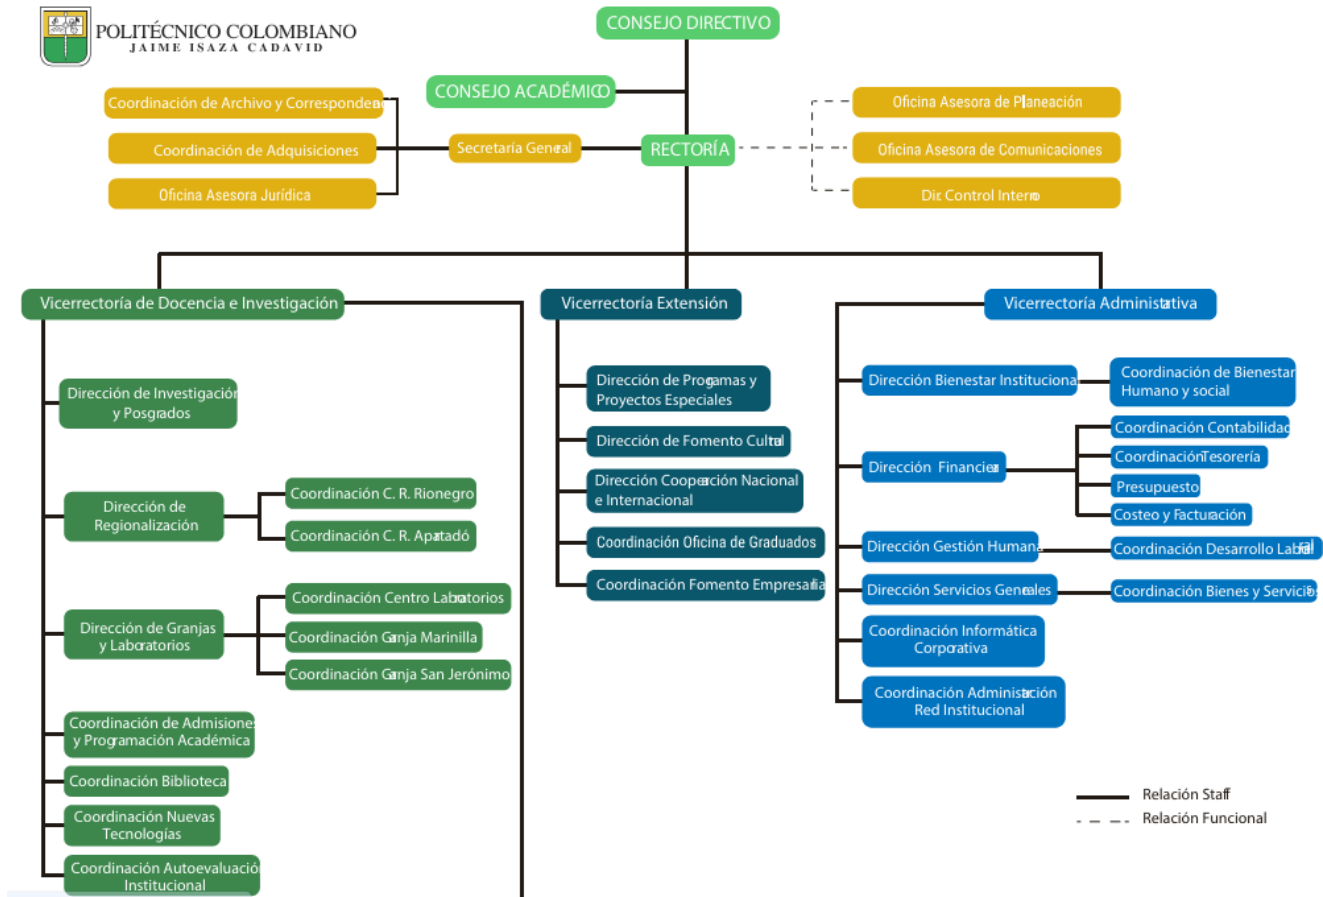 POLITÉCNICO COLOMBIANO
JAIME ISAZA CADAVID
CONSEJO DIRECTIVO
CONSEJO ACADÉMICO
RECTORÍA
Secretaría General
Coordinación de Archivo y Corresponden
Coordinación de Adquisiciones
Oficina Asesora Jurídica
Oficina Asesora de Planeación
Oficina Asesora de Comunicaciones
Dir. Control Interno
Vicerrectoría de Docencia e Investigación
Dirección de Investigación
y Posgrados
Dirección de
Regionalización
Coordinación C. R. Rionegro
Coordinación C. R. Apartadó
Dirección de Granjas
y Laboratorios
Coordinación Centro Laboratorios
Coordinación Granja Marinilla
Coordinación Granja San Jerónimo
Coordinación de Admisiones
y Programación Académica
Coordinación Biblioteca
Coordinación Nuevas
Tecnologías
Coordinación Autoevaluación
Institucional
Vicerrectoría Extensión
Dirección de Programas y
Proyectos Especiales
Dirección de Fomento Cultural
Dirección Cooperación Nacional
e Internacional
Coordinación Oficina de Graduados
Coordinación Fomento Empresarial
Vicerrectoría Administrativa
Dirección Bienestar Institucional
Coordinación de Bienestar
Humano y social
Dirección Financiera
Coordinación Contabilidad
Coordinación Tesorería
Presupuesto
Costeo y Facturación
Dirección Gestión Humana
Coordinación Desarrollo Laboral
Dirección Servicios Generales
Coordinación Bienes y Servicios
Coordinación Informática
Corporativa
Coordinación Administración
Red Institucional
Relación Staff
Relación Funcional